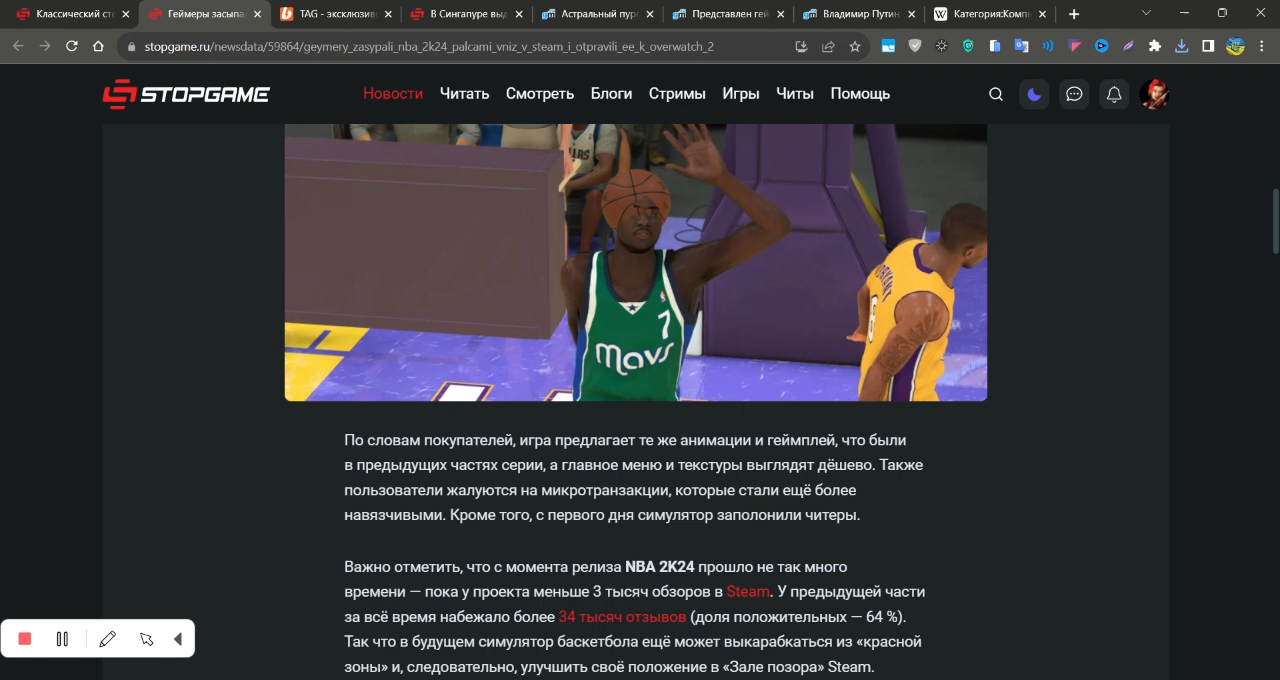 Классический сте
Геймеры засыпа
TAG - эксклюзив
В Сингапуре выд
Астральный пур
Представлен гей
Владимир Путин
Категория:Комп
stopgame.ru/newsdata/59864/geymery_zasypali_nba_2k24_palcami_vniz_v_steam_i_otpravili_ee_k_overwatch_2
STOPGAME
Новости Читать Смотреть Блоги Стримы Игры Читы Помощь
7
mavs
По словам покупателей, игра предлагает те же анимации и геймплей, что были
в предыдущих частях серии, а главное меню и текстуры выглядят дёшево. Также
пользователи жалуются на микротранзакции, которые стали ещё более
навязчивыми. Кроме того, с первого дня симулятор заполонили читеры.
Важно отметить, что с момента релиза NBA 2K24 прошло не так много
времени — пока у проекта меньше 3 тысяч обзоров в Steam. У предыдущей части
за всё время набежало более 34 тысяч отзывов (доля положительных — 64 %).
Так что в будущем симулятор баскетбола ещё может выкарабкаться из «красной
зоны» и, следовательно, улучшить своё положение в «Зале позора» Steam.